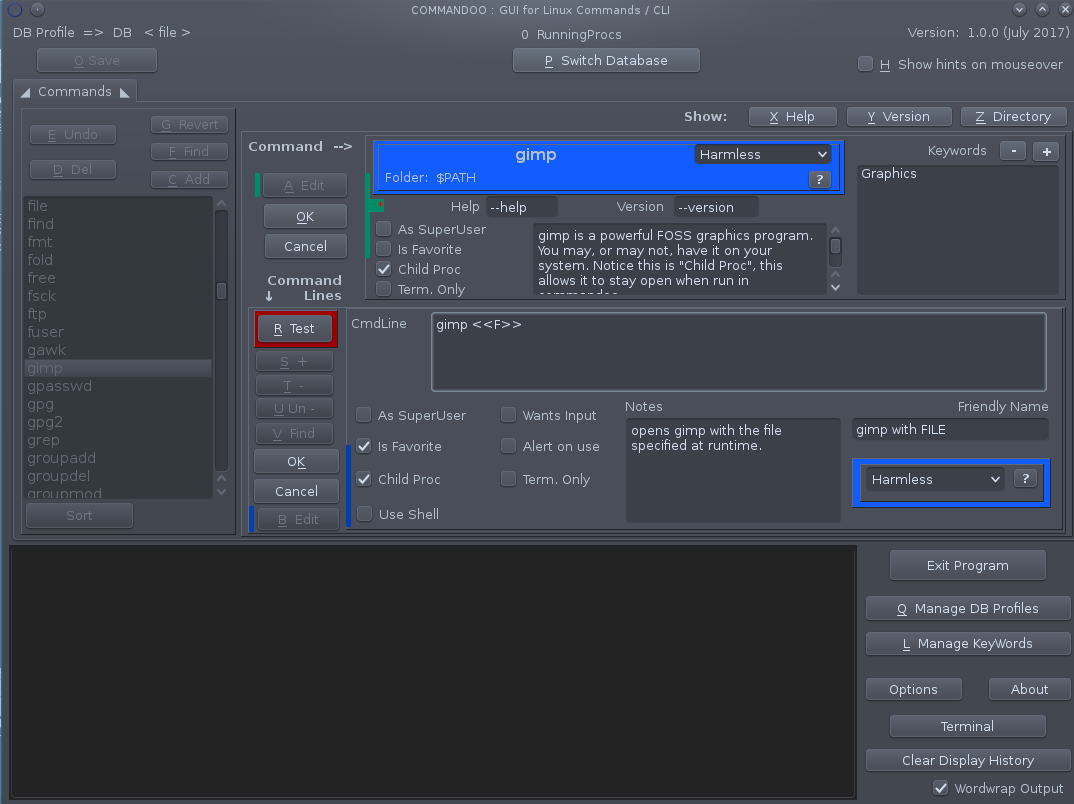 COMMANDOO : GUI for Linux Commands / CLI
DB Profile => DB < file >
0 RunningProcs
Version: 1.0.0 (July 2017)
O Save
P Switch Database
H Show hints on mouseover
Commands
Show:
X Help
Y Version
Z Directory
E Undo
G Revert
F Find
D Del
C Add
file
find
fmt
fold
free
fsck
ftp
fuser
gawk
gimp
gpasswd
gpg
gpg2
grep
groupadd
groupdel
groupmod
Sort
Command -->
A Edit
OK
Cancel
gimp
Harmless
Folder: $PATH
?
Help --help
Version --version
As SuperUser
Is Favorite
Child Proc
Term. Only
gimp is a powerful FOSS graphics program.
You may, or may not, have it on your
system. Notice this is "Child Proc", this
allows it to stay open when run in
Keywords - +
Graphics
Command
↓ Lines
R Test
S +
T -
U Un -
V Find
OK
Cancel
B Edit
CmdLine
gimp <<F>>
As SuperUser
Wants Input
Is Favorite
Alert on use
Child Proc
Term. Only
Use Shell
Notes
opens gimp with the file
specified at runtime.
Friendly Name
gimp with FILE
Harmless
?
Exit Program
Q Manage DB Profiles
L Manage KeyWords
Options
About
Terminal
Clear Display History
Wordwrap Output